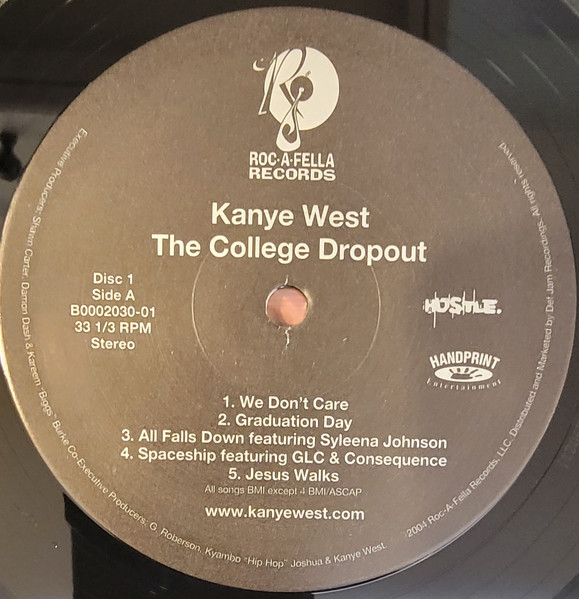 ROC·A·FELLA
RECORDS
Kanye West
The College Dropout
Disc 1
Side A
B0002030-01
33 1/3 RPM
Stereo
HU$TLE.
HANDPRINT
Entertainment
1. We Don't Care
2. Graduation Day
3. All Falls Down featuring Syleena Johnson
4. Spaceship featuring GLC & Consequence
5. Jesus Walks
All songs BMI except 4 BMI/ASCAP
www.kanyewest.com
Executive Producers: Shawn Carter, Damon Dash & Kareem "Biggs" Burke Co-Executive Producers, G. Roberson, Kyambo "Hip Hop" Joshua & Kanye West.
2004 Roc-A-Fella Records, LLC. Distributed and Marketed by Def Jam Recordings. All rights reserved.